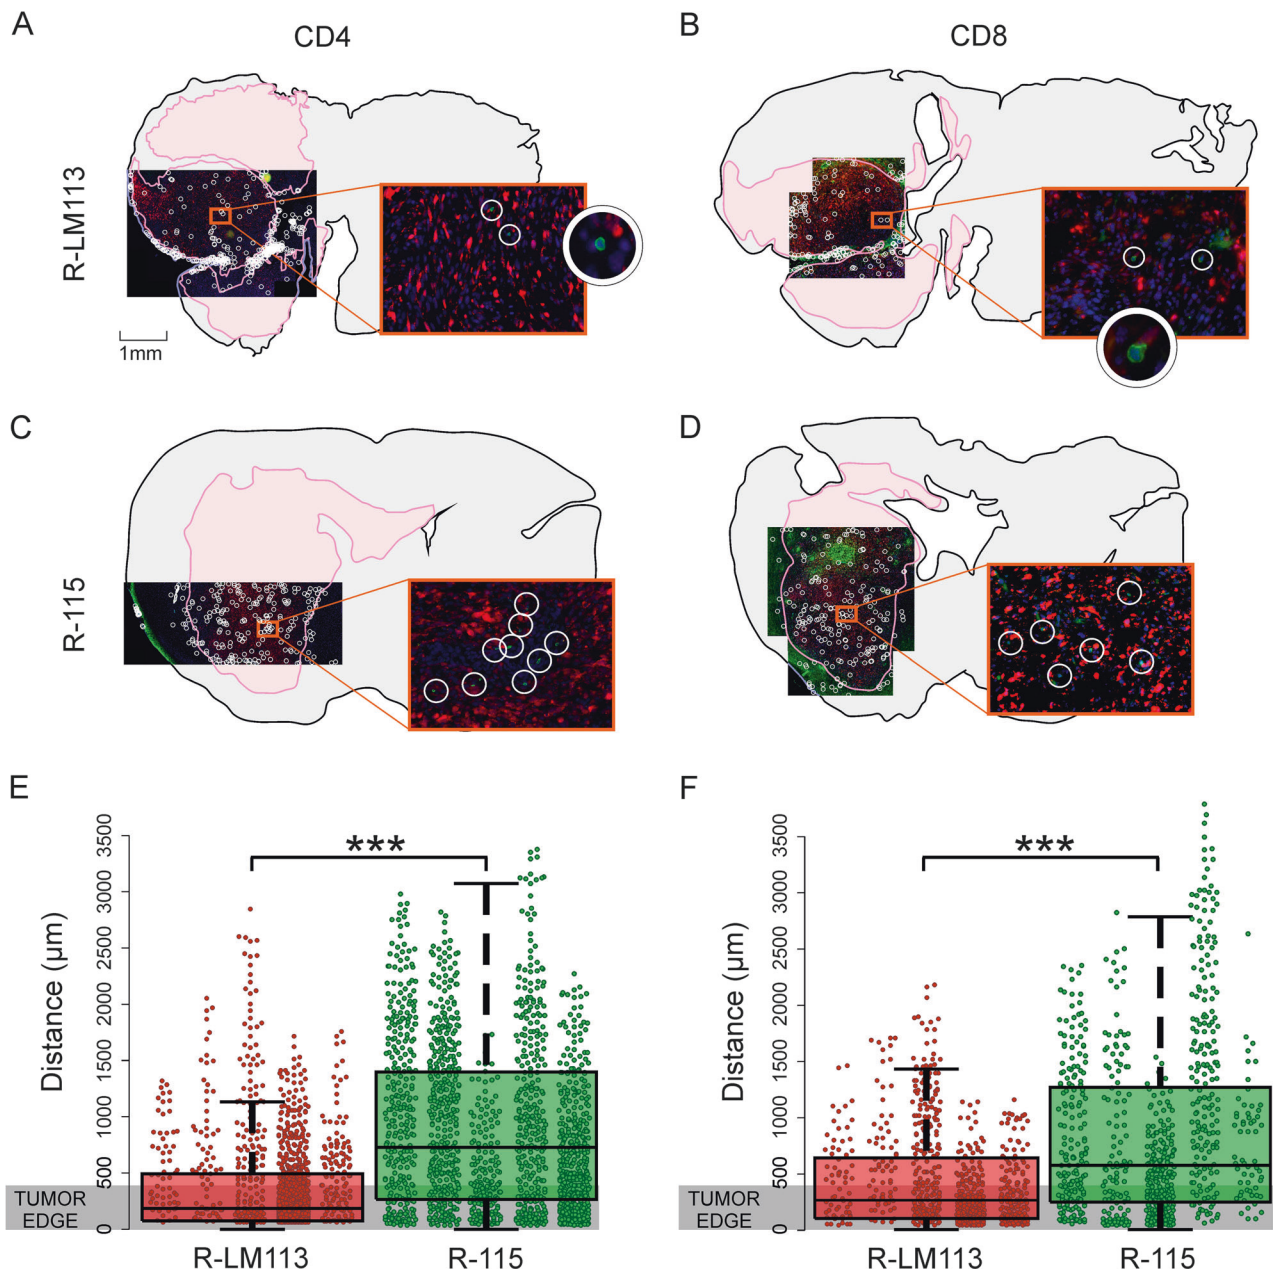 A
CD4
B
CD8
R-LM113
1mm
C
D
R-115
E
F
Distance (µm)
3500
3000
2500
2000
1500
1000
500
0
***
TUMOR
EDGE
R-LM113
R-115
Distance (µm)
3500
3000
2500
2000
1500
1000
500
0
***
TUMOR
EDGE
R-LM113
R-115